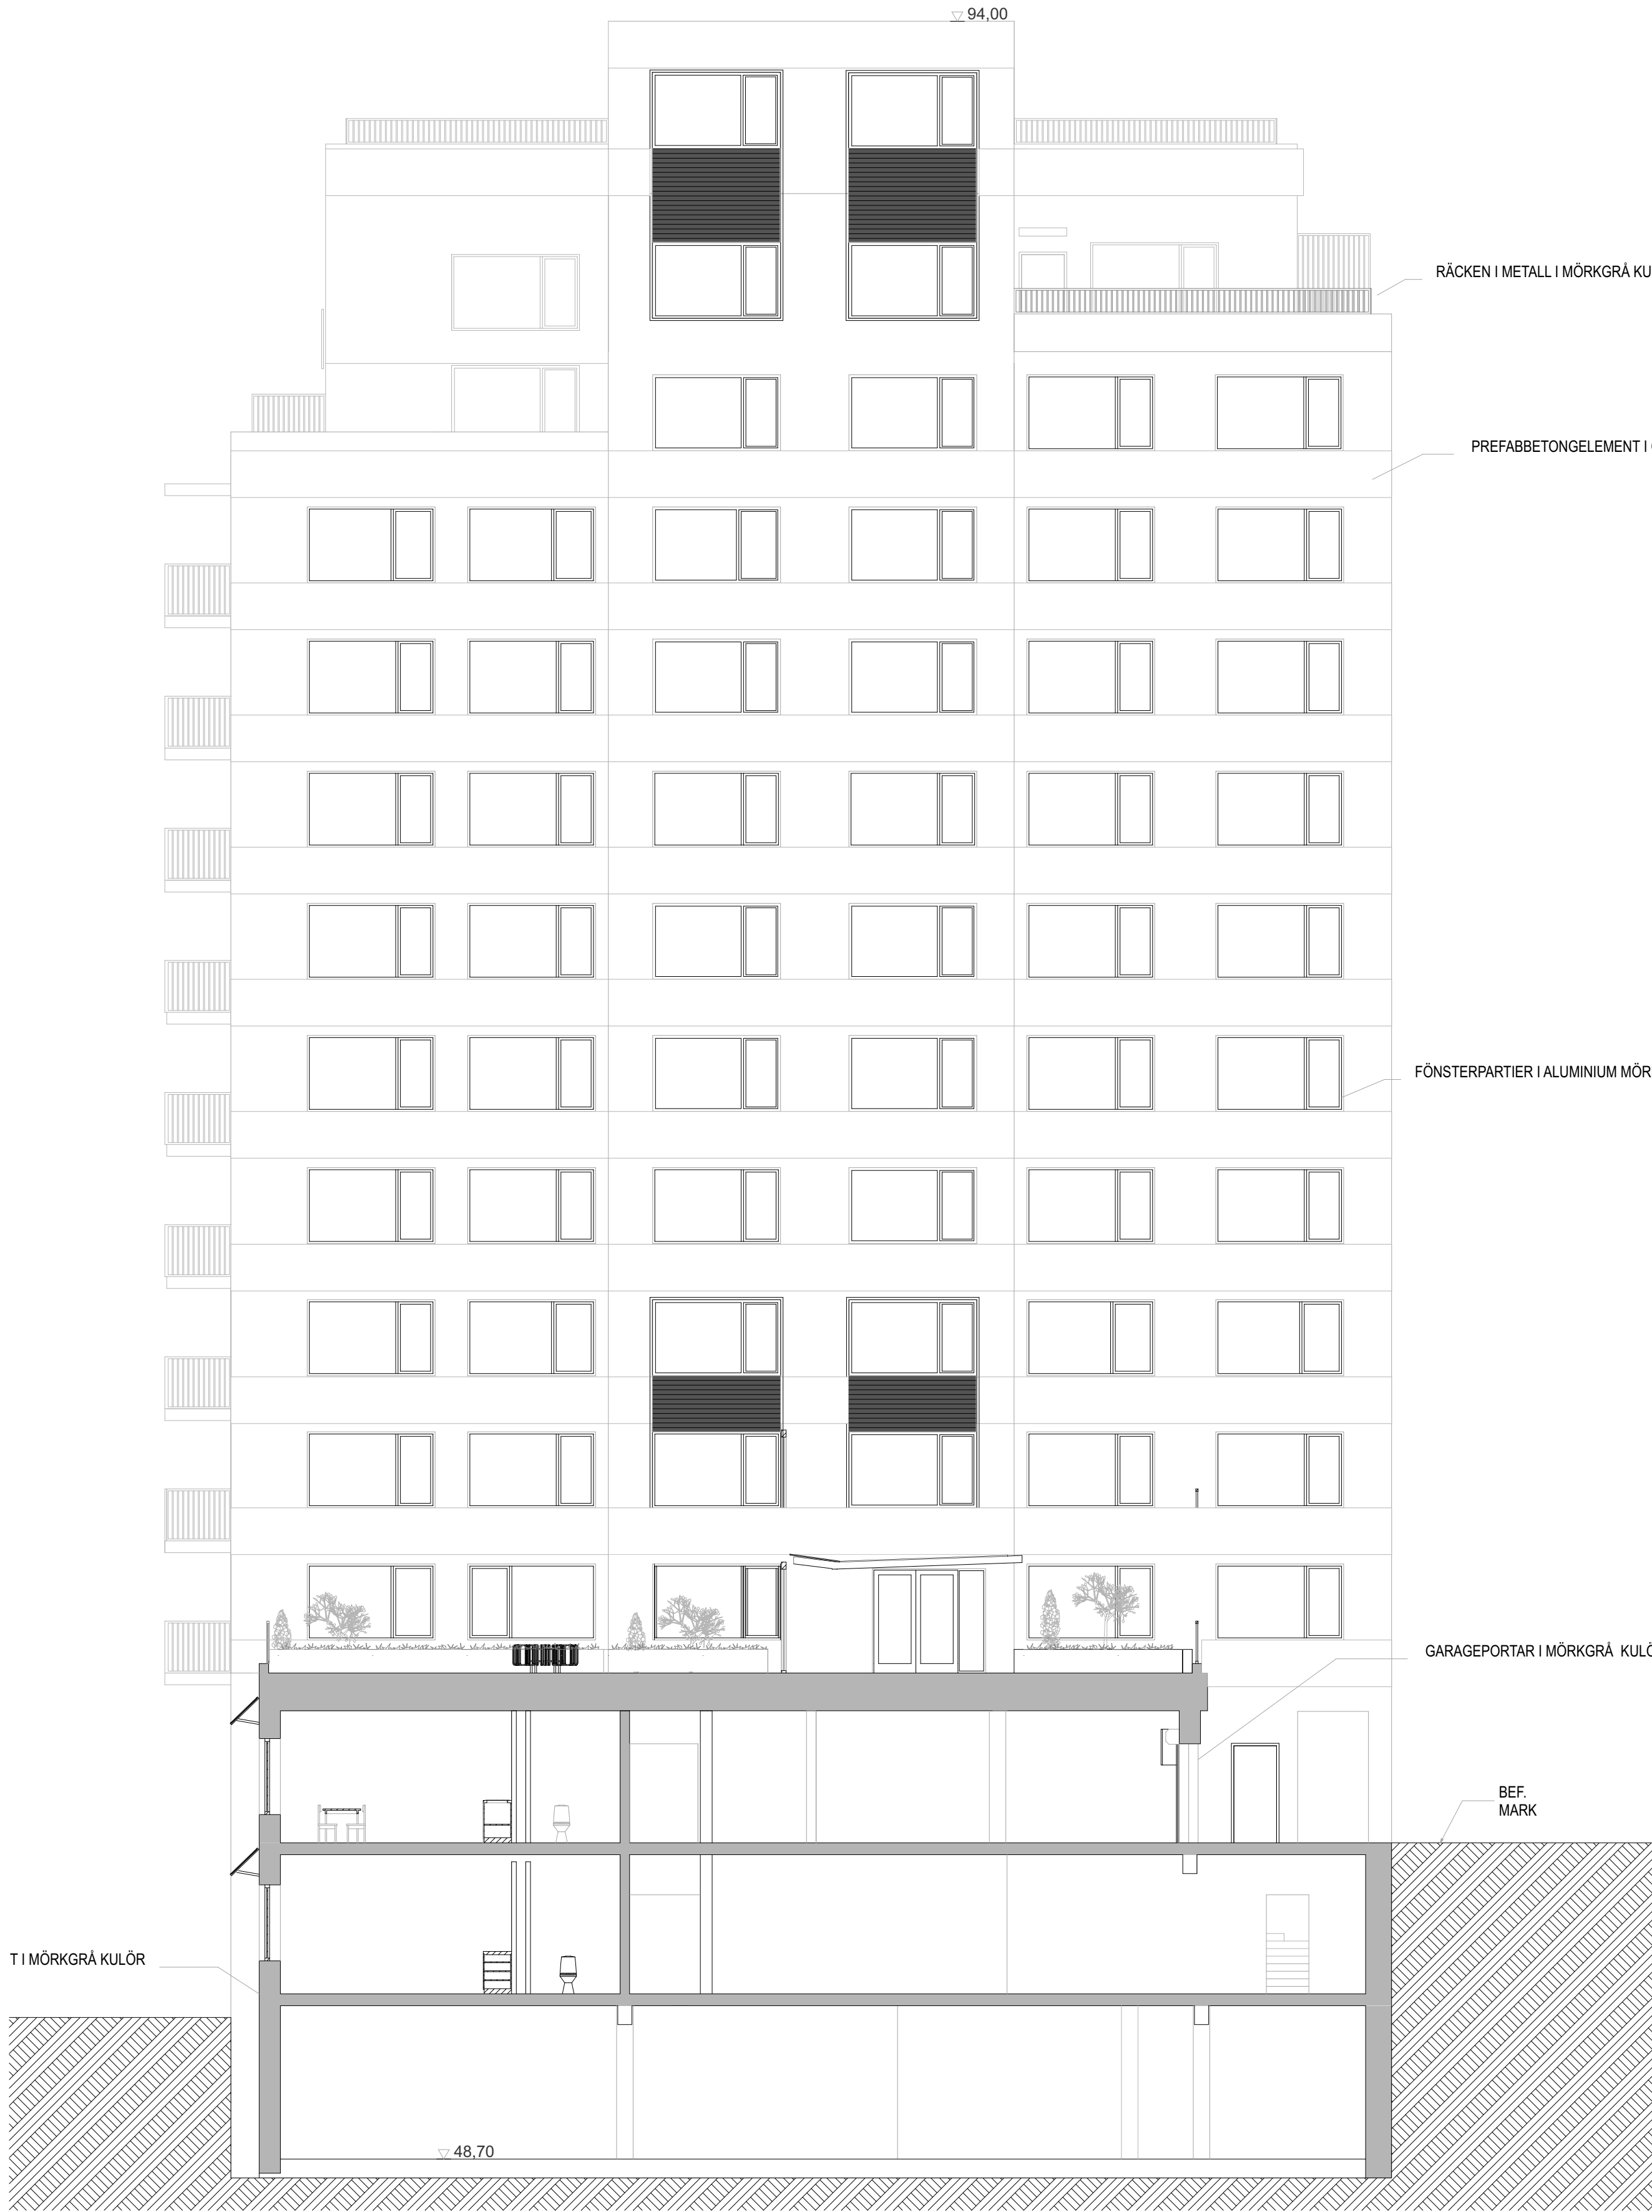 94,00
RÄCKEN I METALL I MÖRKGRÅ KU
PREFABBETONGELEMENT I
FÖNSTERPARTIER I ALUMINIUM MÖR
GARAGEPORTAR I MÖRKGRÅ KULÖ
BEF.
MARK
T I MÖRKGRÅ KULÖR
48,70